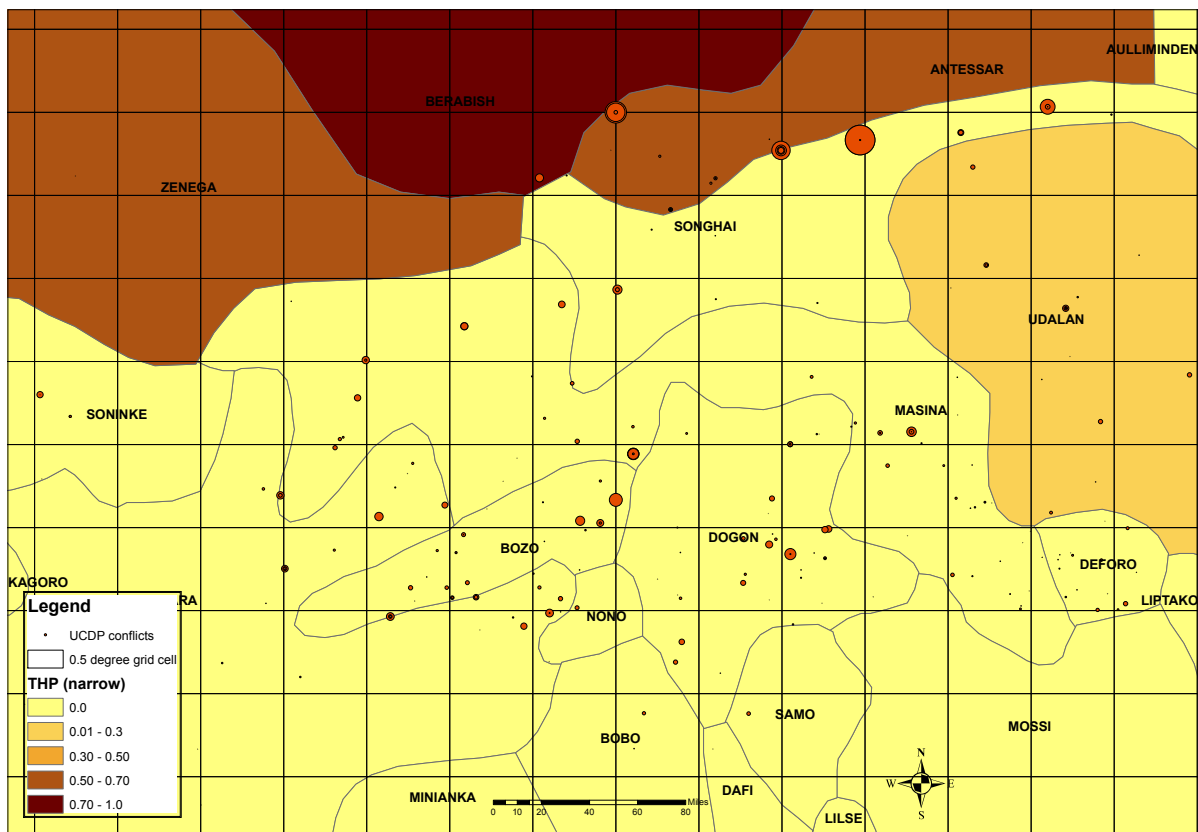 AULLIMINDEN
ANTESSAR
BERABISH
ZENEGA
SONGHAI
UDALAN
SONINKE
MASINA
DOGON
BOZO
DEFORO
KAGORO
ARA
LIPTAKO
NONO
Legend
UCDP conflicts
0.5 degree grid cell
THP (narrow)
0.0
0.01 - 0.3
0.30 - 0.50
0.50 - 0.70
0.70 - 1.0
SAMO
MOSSI
BOBO
N
W E
S
DAFI
MINIANKA
Miles
0 10 20 40 60 80
LILSE